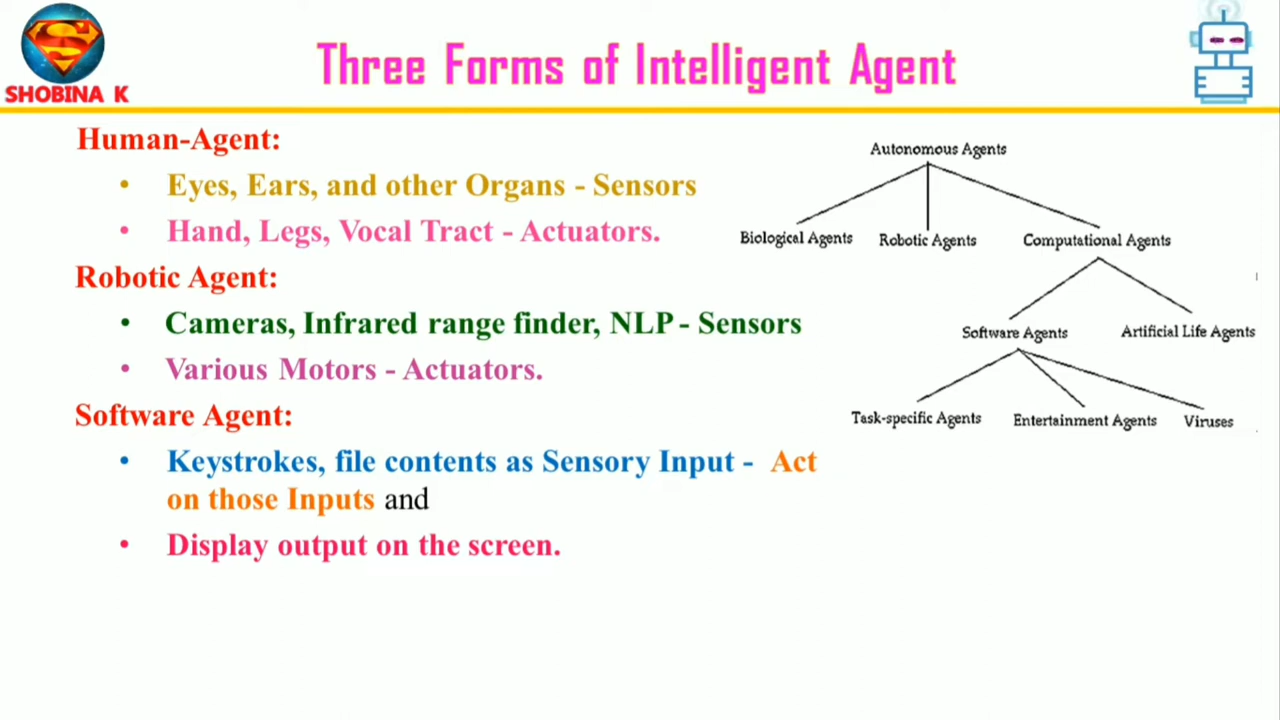 SHOBINA K
Three Forms of Intelligent Agent
Human-Agent:
• Eyes, Ears, and other Organs - Sensors
• Hand, Legs, Vocal Tract - Actuators.
Robotic Agent:
• Cameras, Infrared range finder, NLP - Sensors
• Various Motors - Actuators.
Software Agent:
• Keystrokes, file contents as Sensory Input - Act
on those Inputs and
• Display output on the screen.
Autonomous Agents
Biological Agents Robotic Agents Computational Agents
Software Agents Artificial Life Agents
Task-specific Agents Entertainment Agents Viruses